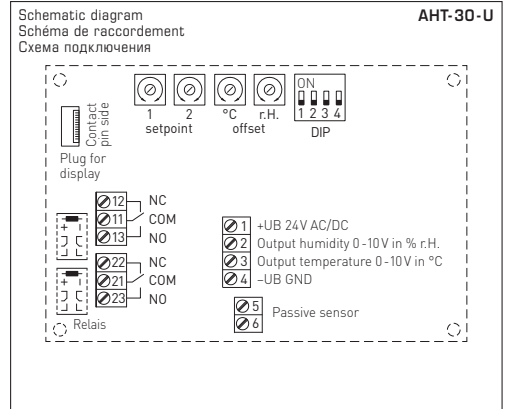 Schematic diagram
AHT-30-U
Schéma de raccordement
Схема подключения
Contact
pin side
Plug for
display
1 2
setpoint
°C r.H.
offset
ON
1 2 3 4
DIP
12 NC
11 COM
13 NO
22 NC
21 COM
23 NO
+ -
+ -
Relais
1 +UB 24V AC/DC
2 Output humidity 0-10V in % r.H.
3 Output temperature 0-10V in °C
4 –UB GND
5
6
Passive sensor